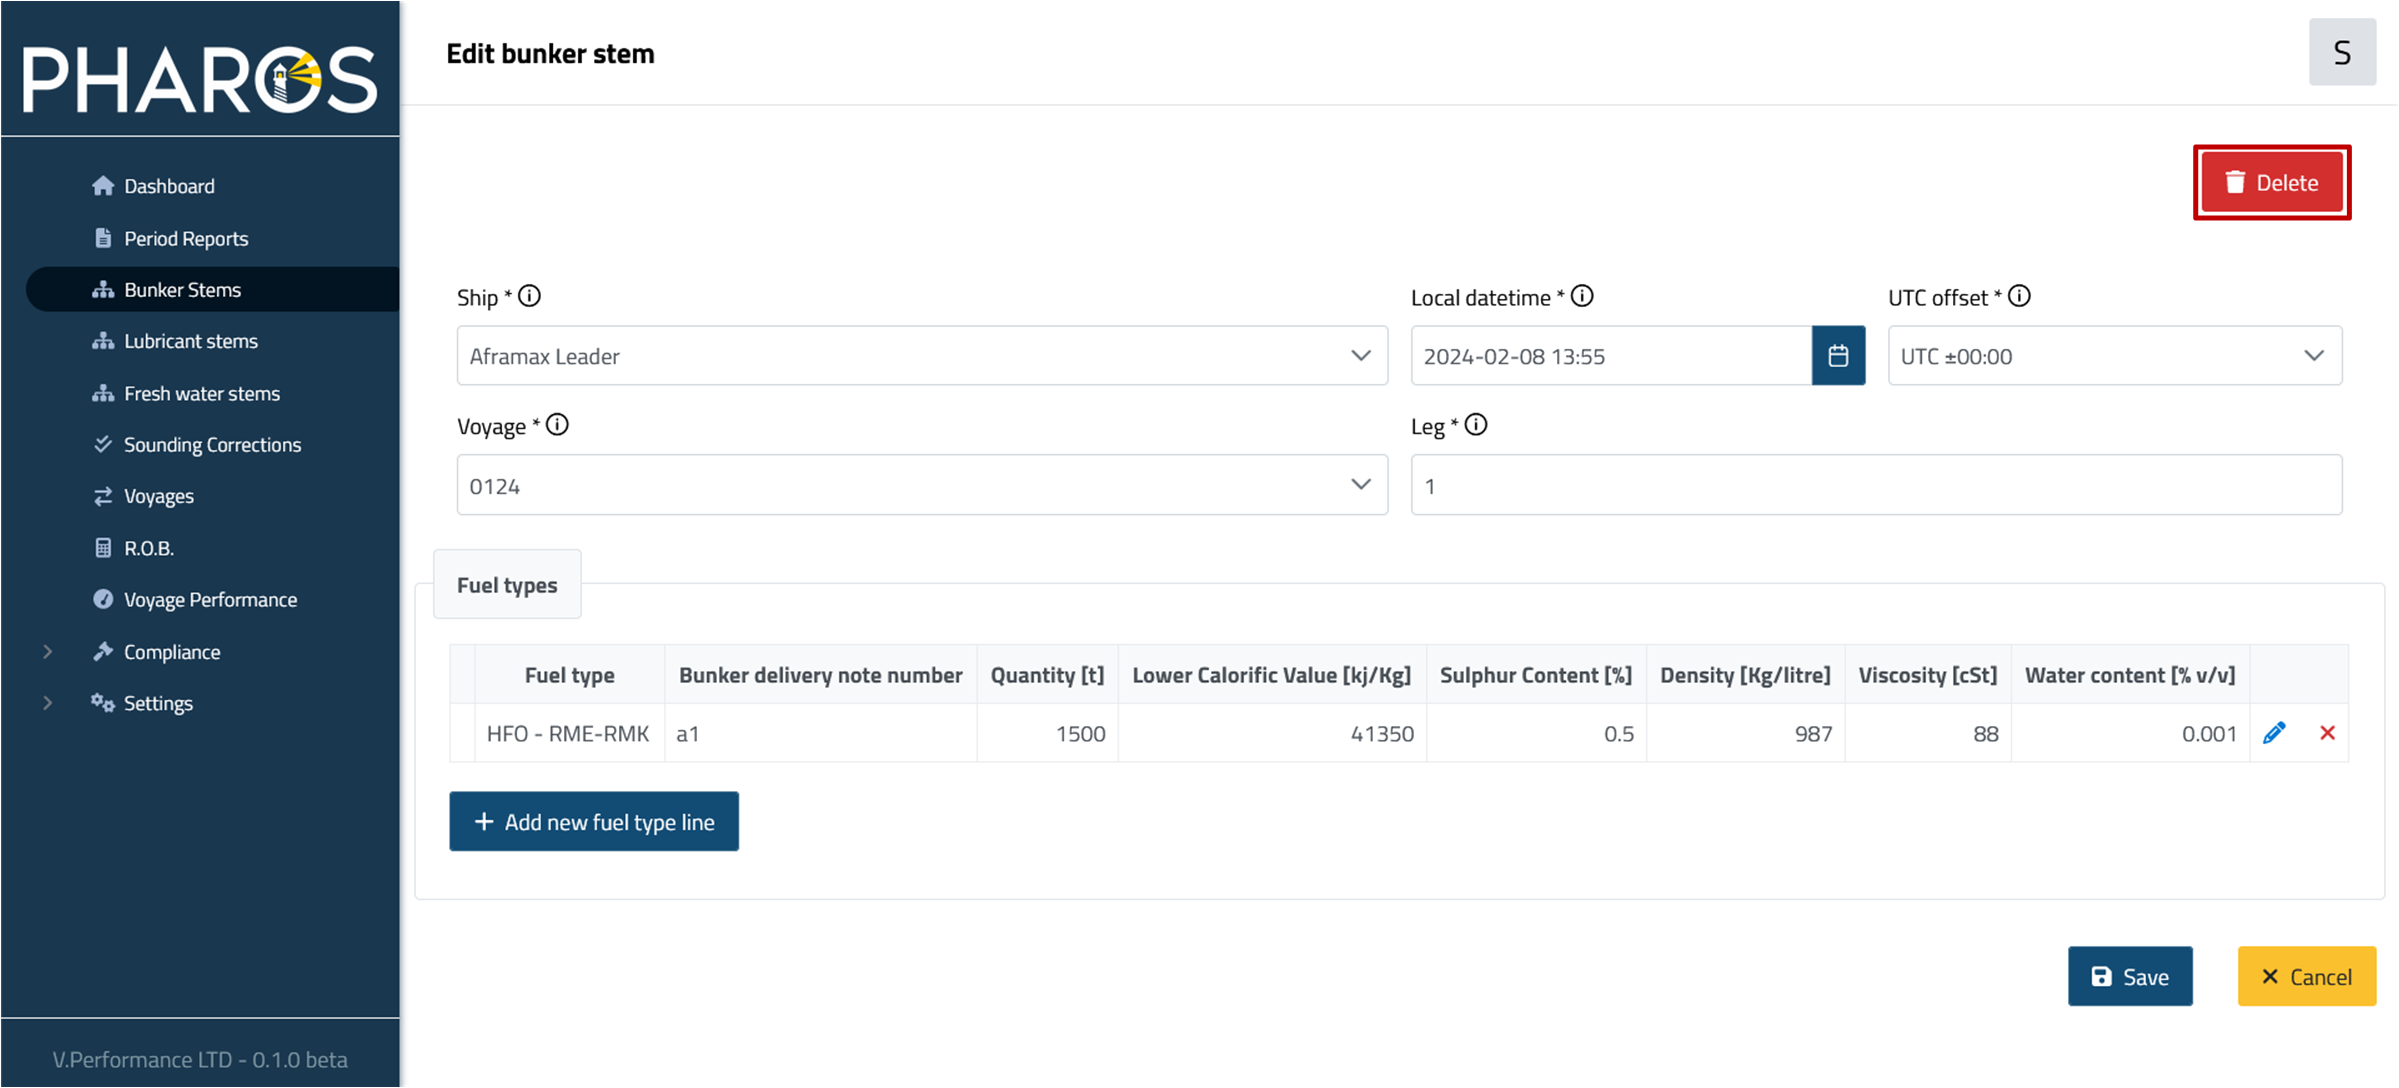 PHAROS
Edit bunker stem
S
Dashboard
Period Reports
Bunker Stems
Lubricant stems
Fresh water stems
Sounding Corrections
Voyages
R.O.B.
Voyage Performance
Compliance
Settings
V.Performance LTD - 0.1.0 beta
Delete
Ship *
Local datetime *
UTC offset *
Aframax Leader
2024-02-08 13:55
UTC ±00:00
Voyage *
Leg *
0124
1
Fuel types
Fuel type Bunker delivery note number Quantity [t] Lower Calorific Value [kj/Kg] Sulphur Content [%] Density [Kg/litre] Viscosity [cSt] Water content [% v/v]
HFO - RME-RMK a1 1500 41350 0.5 987 88 0.001
+ Add new fuel type line
Save
Cancel